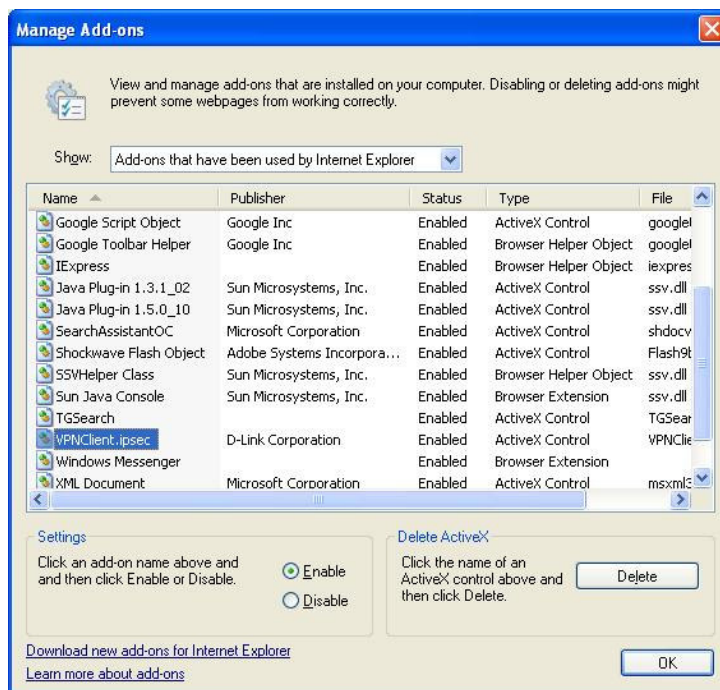 Manage Add-ons
View and manage add-ons that are installed on your computer. Disabling or deleting add-ons might
prevent some webpages from working correctly.
Show: Add-ons that have been used by Internet Explorer
Name Publisher Status Type File
Google Script Object Google Inc Enabled ActiveX Control googlet
Google Toolbar Helper Google Inc Enabled Browser Helper Object googlet
IExpress Enabled Browser Helper Object iexpres
Java Plug-in 1.3.1_02 Sun Microsystems, Inc. Enabled ActiveX Control ssv.dll
Java Plug-in 1.5.0_10 Sun Microsystems, Inc. Enabled ActiveX Control ssv.dll
SearchAssistantOC Microsoft Corporation Enabled ActiveX Control shdocv
Shockwave Flash Object Adobe Systems Incorpora... Enabled ActiveX Control Flash9b
SSVHelper Class Sun Microsystems, Inc. Enabled Browser Helper Object ssv.dll
Sun Java Console Sun Microsystems, Inc. Enabled Browser Extension ssv.dll
TGSearch Enabled ActiveX Control TGSear
VPNClient.ipsec D-Link Corporation Enabled ActiveX Control VPNClie
Windows Messenger Enabled Browser Extension
XML Document Microsoft Corporation Enabled ActiveX Control msxml3
Settings
Click an add-on name above and
and then click Enable or Disable.
Enable
Disable
Delete ActiveX
Click the name of an
ActiveX control above and
then click Delete.
Delete
Download new add-ons for Internet Explorer
Learn more about add-ons
OK